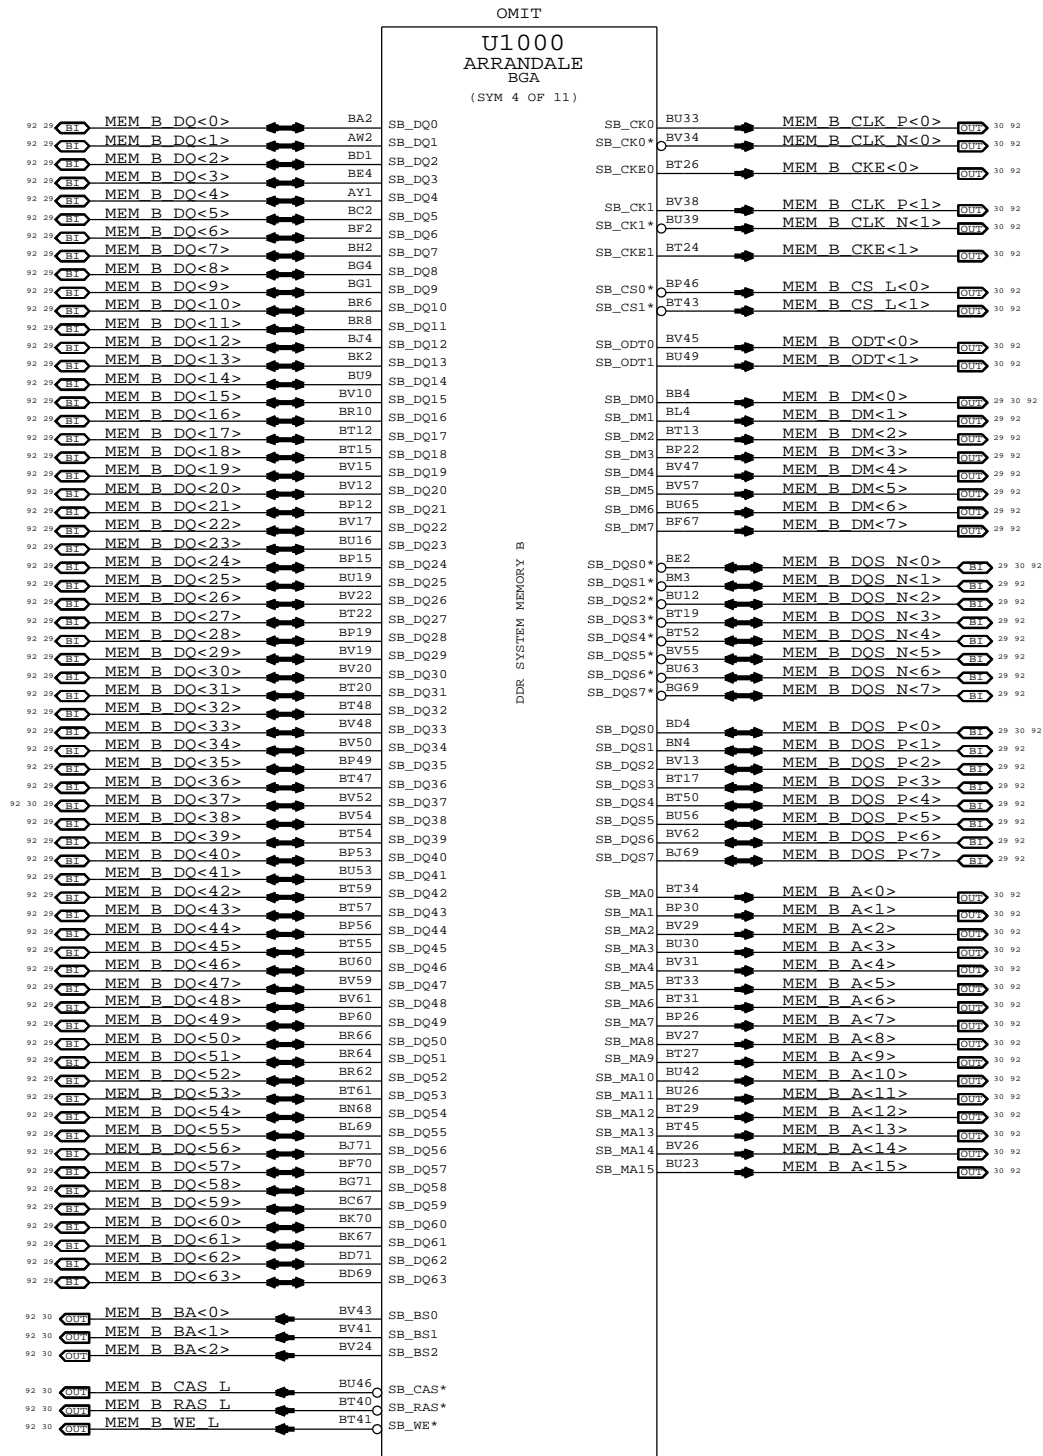 OMIT
U1000
ARRANDALE
BGA
(SYM 4 OF 11)
92 29 BI MEM_B_DQ<0> BA2 SB_DQ0
92 29 BI MEM_B_DQ<1> AW2 SB_DQ1
92 29 BI MEM_B_DQ<2> BD1 SB_DQ2
92 29 BI MEM_B_DQ<3> BE4 SB_DQ3
92 29 BI MEM_B_DQ<4> AY1 SB_DQ4
92 29 BI MEM_B_DQ<5> BC2 SB_DQ5
92 29 BI MEM_B_DQ<6> BF2 SB_DQ6
92 29 BI MEM_B_DQ<7> BH2 SB_DQ7
92 29 BI MEM_B_DQ<8> BG4 SB_DQ8
92 29 BI MEM_B_DQ<9> BG1 SB_DQ9
92 29 BI MEM_B_DQ<10> BR6 SB_DQ10
92 29 BI MEM_B_DQ<11> BR8 SB_DQ11
92 29 BI MEM_B_DQ<12> BJ4 SB_DQ12
92 29 BI MEM_B_DQ<13> BK2 SB_DQ13
92 29 BI MEM_B_DQ<14> BU9 SB_DQ14
92 29 BI MEM_B_DQ<15> BV10 SB_DQ15
92 29 BI MEM_B_DQ<16> BR10 SB_DQ16
92 29 BI MEM_B_DQ<17> BT12 SB_DQ17
92 29 BI MEM_B_DQ<18> BT15 SB_DQ18
92 29 BI MEM_B_DQ<19> BV15 SB_DQ19
92 29 BI MEM_B_DQ<20> BV12 SB_DQ20
92 29 BI MEM_B_DQ<21> BP12 SB_DQ21
92 29 BI MEM_B_DQ<22> BV17 SB_DQ22
92 29 BI MEM_B_DQ<23> BU16 SB_DQ23
92 29 BI MEM_B_DQ<24> BP15 SB_DQ24
92 29 BI MEM_B_DQ<25> BU19 SB_DQ25
92 29 BI MEM_B_DQ<26> BV22 SB_DQ26
92 29 BI MEM_B_DQ<27> BT22 SB_DQ27
92 29 BI MEM_B_DQ<28> BP19 SB_DQ28
92 29 BI MEM_B_DQ<29> BV19 SB_DQ29
92 29 BI MEM_B_DQ<30> BV20 SB_DQ30
92 29 BI MEM_B_DQ<31> BT20 SB_DQ31
92 29 BI MEM_B_DQ<32> BT48 SB_DQ32
92 29 BI MEM_B_DQ<33> BV48 SB_DQ33
92 29 BI MEM_B_DQ<34> BV50 SB_DQ34
92 29 BI MEM_B_DQ<35> BP49 SB_DQ35
92 29 BI MEM_B_DQ<36> BT47 SB_DQ36
92 30 29 BI MEM_B_DQ<37> BV52 SB_DQ37
92 29 BI MEM_B_DQ<38> BV54 SB_DQ38
92 29 BI MEM_B_DQ<39> BT54 SB_DQ39
92 29 BI MEM_B_DQ<40> BP53 SB_DQ40
92 29 BI MEM_B_DQ<41> BU53 SB_DQ41
92 29 BI MEM_B_DQ<42> BT59 SB_DQ42
92 29 BI MEM_B_DQ<43> BT57 SB_DQ43
92 29 BI MEM_B_DQ<44> BP56 SB_DQ44
92 29 BI MEM_B_DQ<45> BT55 SB_DQ45
92 29 BI MEM_B_DQ<46> BU60 SB_DQ46
92 29 BI MEM_B_DQ<47> BV59 SB_DQ47
92 29 BI MEM_B_DQ<48> BV61 SB_DQ48
92 29 BI MEM_B_DQ<49> BP60 SB_DQ49
92 29 BI MEM_B_DQ<50> BR66 SB_DQ50
92 29 BI MEM_B_DQ<51> BR64 SB_DQ51
92 29 BI MEM_B_DQ<52> BR62 SB_DQ52
92 29 BI MEM_B_DQ<53> BT61 SB_DQ53
92 29 BI MEM_B_DQ<54> BN68 SB_DQ54
92 29 BI MEM_B_DQ<55> BL69 SB_DQ55
92 29 BI MEM_B_DQ<56> BJ71 SB_DQ56
92 29 BI MEM_B_DQ<57> BF70 SB_DQ57
92 29 BI MEM_B_DQ<58> BG71 SB_DQ58
92 29 BI MEM_B_DQ<59> BC67 SB_DQ59
92 29 BI MEM_B_DQ<60> BK70 SB_DQ60
92 29 BI MEM_B_DQ<61> BK67 SB_DQ61
92 29 BI MEM_B_DQ<62> BD71 SB_DQ62
92 29 BI MEM_B_DQ<63> BD69 SB_DQ63
92 30 OUT MEM_B_BA<0> BV43 SB_BS0
92 30 OUT MEM_B_BA<1> BV41 SB_BS1
92 30 OUT MEM_B_BA<2> BV24 SB_BS2
92 30 OUT MEM_B_CAS_L BU46 SB_CAS*
92 30 OUT MEM_B_RAS_L BT40 SB_RAS*
92 30 OUT MEM_B_WE_L BT41 SB_WE*
DDR SYSTEM MEMORY B
SB_CK0 BU33 MEM_B_CLK_P<0> OUT 30 92
SB_CK0* BV34 MEM_B_CLK_N<0> OUT 30 92
SB_CKE0 BT26 MEM_B_CKE<0> OUT 30 92
SB_CK1 BV38 MEM_B_CLK_P<1> OUT 30 92
SB_CK1* BU39 MEM_B_CLK_N<1> OUT 30 92
SB_CKE1 BT24 MEM_B_CKE<1> OUT 30 92
SB_CS0* BP46 MEM_B_CS_L<0> OUT 30 92
SB_CS1* BT43 MEM_B_CS_L<1> OUT 30 92
SB_ODT0 BV45 MEM_B_ODT<0> OUT 30 92
SB_ODT1 BU49 MEM_B_ODT<1> OUT 30 92
SB_DM0 BB4 MEM_B_DM<0> OUT 29 30 92
SB_DM1 BL4 MEM_B_DM<1> OUT 29 92
SB_DM2 BT13 MEM_B_DM<2> OUT 29 92
SB_DM3 BP22 MEM_B_DM<3> OUT 29 92
SB_DM4 BV47 MEM_B_DM<4> OUT 29 92
SB_DM5 BV57 MEM_B_DM<5> OUT 29 92
SB_DM6 BU65 MEM_B_DM<6> OUT 29 92
SB_DM7 BF67 MEM_B_DM<7> OUT 29 92
SB_DQS0* BE2 MEM_B_DQS_N<0> BI 29 30 92
SB_DQS1* BM3 MEM_B_DQS_N<1> BI 29 92
SB_DQS2* BU12 MEM_B_DQS_N<2> BI 29 92
SB_DQS3* BT19 MEM_B_DQS_N<3> BI 29 92
SB_DQS4* BT52 MEM_B_DQS_N<4> BI 29 92
SB_DQS5* BV55 MEM_B_DQS_N<5> BI 29 92
SB_DQS6* BU63 MEM_B_DQS_N<6> BI 29 92
SB_DQS7* BG69 MEM_B_DQS_N<7> BI 29 92
SB_DQS0 BD4 MEM_B_DQS_P<0> BI 29 30 92
SB_DQS1 BN4 MEM_B_DQS_P<1> BI 29 92
SB_DQS2 BV13 MEM_B_DQS_P<2> BI 29 92
SB_DQS3 BT17 MEM_B_DQS_P<3> BI 29 92
SB_DQS4 BT50 MEM_B_DQS_P<4> BI 29 92
SB_DQS5 BU56 MEM_B_DQS_P<5> BI 29 92
SB_DQS6 BV62 MEM_B_DQS_P<6> BI 29 92
SB_DQS7 BJ69 MEM_B_DQS_P<7> BI 29 92
SB_MA0 BT34 MEM_B_A<0> OUT 30 92
SB_MA1 BP30 MEM_B_A<1> OUT 30 92
SB_MA2 BV29 MEM_B_A<2> OUT 30 92
SB_MA3 BU30 MEM_B_A<3> OUT 30 92
SB_MA4 BV31 MEM_B_A<4> OUT 30 92
SB_MA5 BT33 MEM_B_A<5> OUT 30 92
SB_MA6 BT31 MEM_B_A<6> OUT 30 92
SB_MA7 BP26 MEM_B_A<7> OUT 30 92
SB_MA8 BV27 MEM_B_A<8> OUT 30 92
SB_MA9 BT27 MEM_B_A<9> OUT 30 92
SB_MA10 BU42 MEM_B_A<10> OUT 30 92
SB_MA11 BU26 MEM_B_A<11> OUT 30 92
SB_MA12 BT29 MEM_B_A<12> OUT 30 92
SB_MA13 BT45 MEM_B_A<13> OUT 30 92
SB_MA14 BV26 MEM_B_A<14> OUT 30 92
SB_MA15 BU23 MEM_B_A<15> OUT 30 92